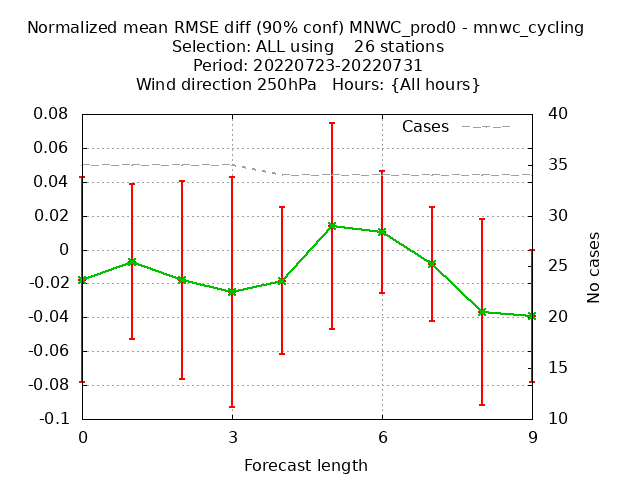 Normalized mean RMSE diff (90% conf) MNWC_prod0 - mnwc_cycling
Selection: ALL using    26 stations
Period: 20220723-20220731
Wind direction 250hPa   Hours: {All hours}
Cases
0.08
0.06
0.04
0.02
0
-0.02
-0.04
-0.06
-0.08
-0.1
40
35
30
25
20
15
10
No cases
0 3 6 9
Forecast length